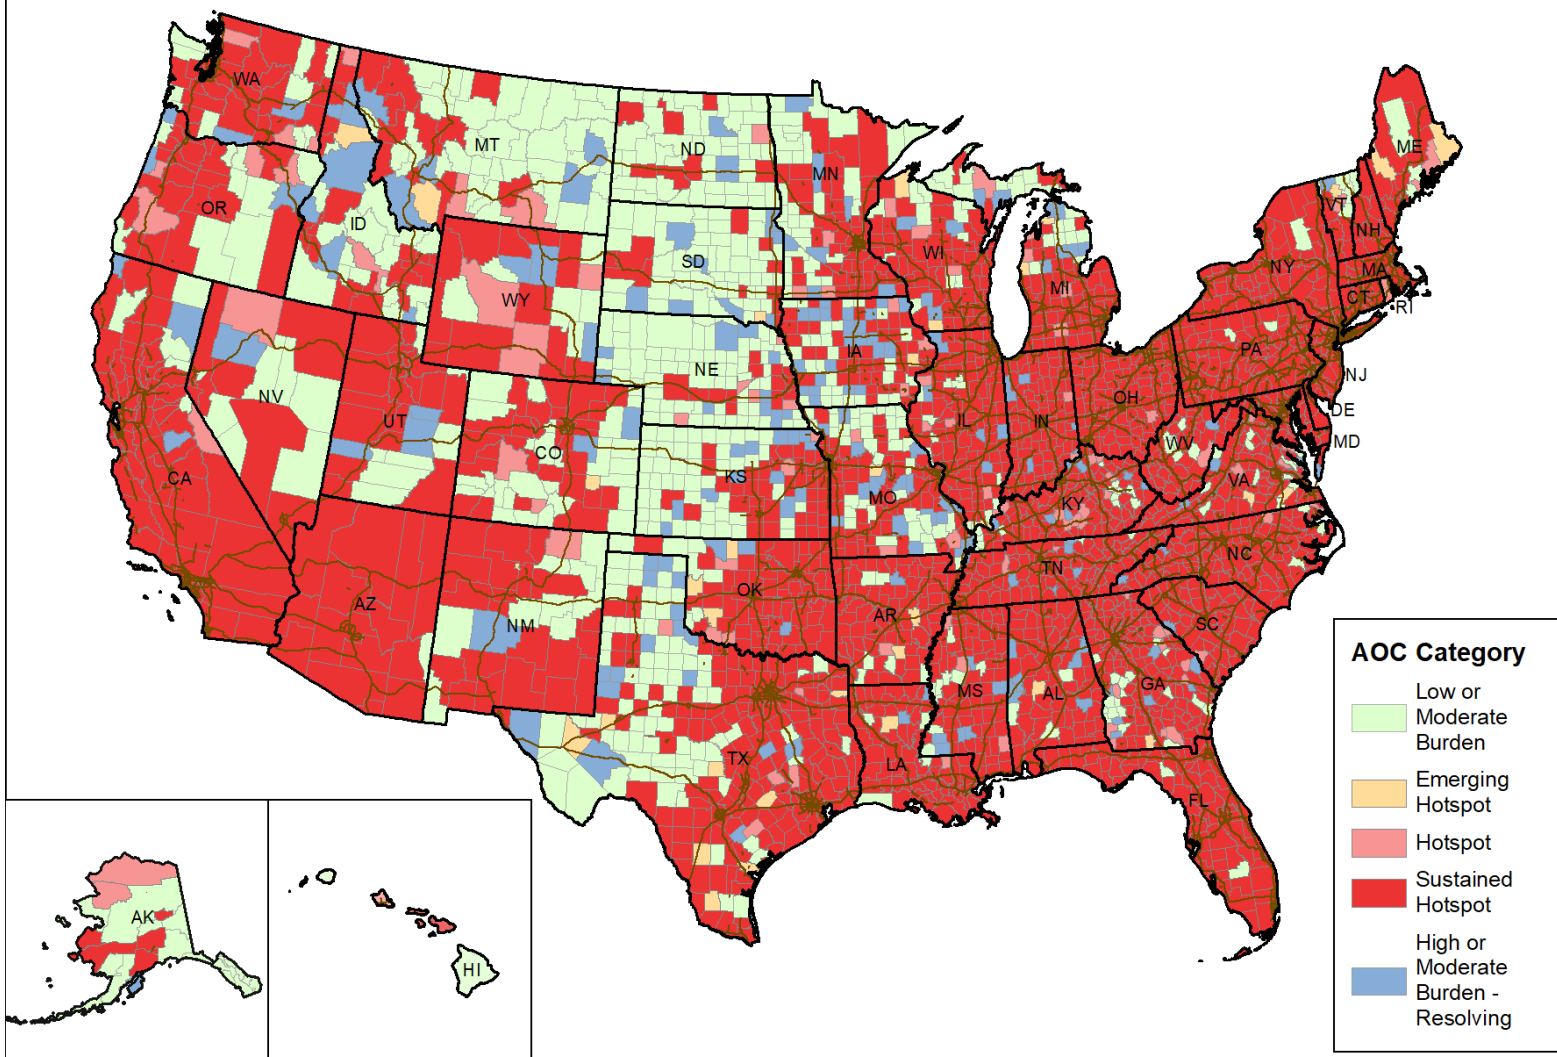 WA
MT
ND
MN
ME
OR
ID
SD
WI
VT
NH
NY
MA
WY
MI
CT
RI
NE
IA
PA
NV
NJ
UT
CO
IL
IN
OH
DE
MD
WV
CA
KS
MO
VA
KY
NC
AZ
NM
OK
AR
TN
SC
MS
AL
GA
TX
LA
FL
AK
HI
AOC Category
Low or
Moderate
Burden
Emerging
Hotspot
Hotspot
Sustained
Hotspot
High or
Moderate
Burden -
Resolving